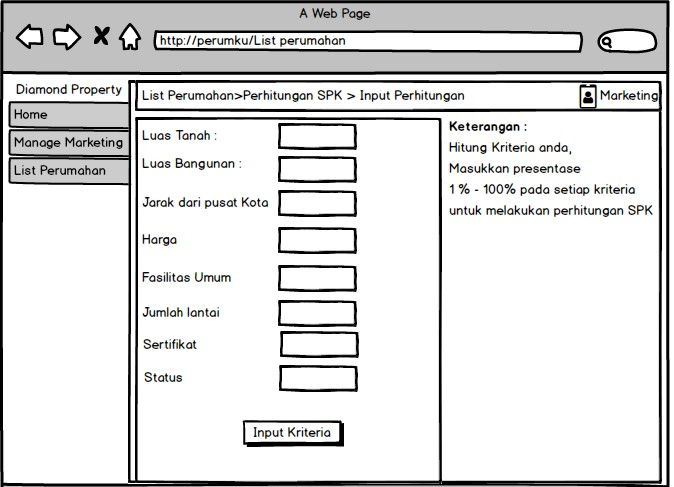 A Web Page
http://perumku/List perumahan
Diamond Property
Home
Manage Marketing
List Perumahan
List Perumahan>Perhitungan SPK > Input Perhitungan
Marketing
Luas Tanah :
Luas Bangunan :
Jarak dari pusat Kota
Harga
Fasilitas Umum
Jumlah lantai
Sertifikat
Status
Input Kriteria
Keterangan :
Hitung Kriteria anda,
Masukkan presentase
1 % - 100% pada setiap kriteria
untuk melakukan perhitungan SPK